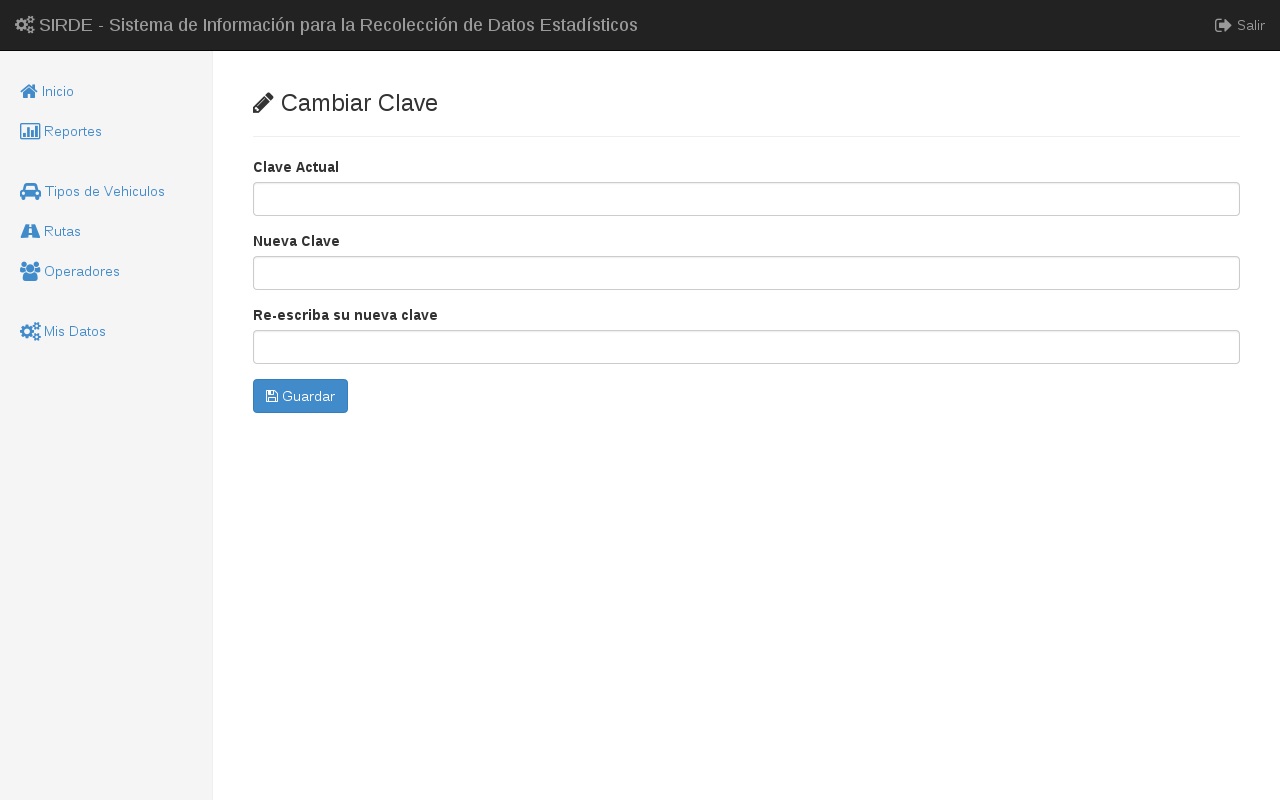 SIRDE - Sistema de Información para la Recolección de Datos Estadísticos
Salir
Inicio
Reportes
Tipos de Vehiculos
Rutas
Operadores
Mis Datos
Cambiar Clave
Clave Actual
Nueva Clave
Re-escriba su nueva clave
Guardar